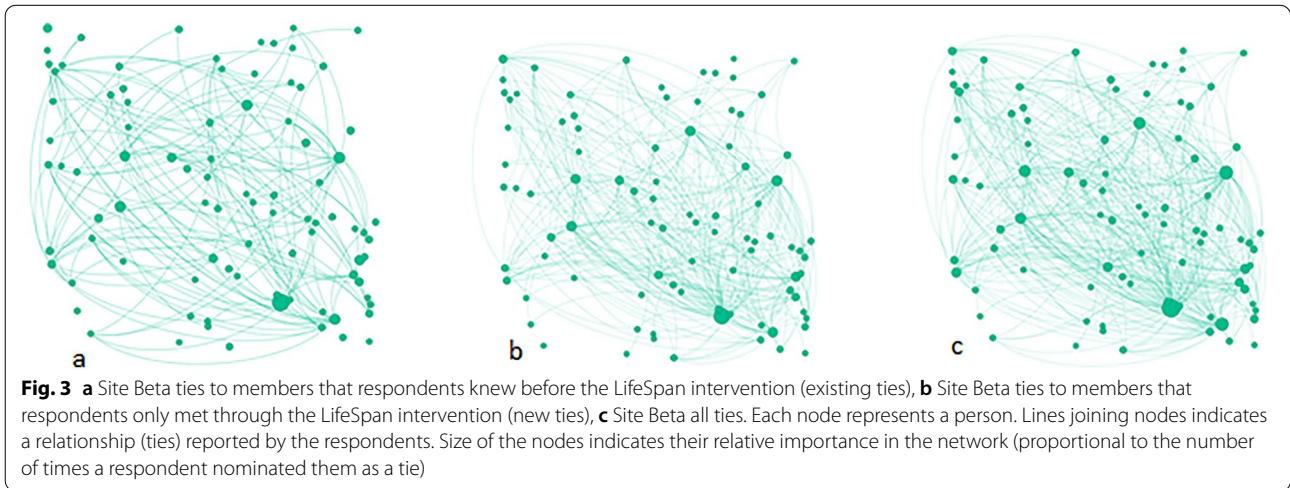 a
b
c
Fig. 3 a Site Beta ties to members that respondents knew before the LifeSpan intervention (existing ties), b Site Beta ties to members that
respondents only met through the LifeSpan intervention (new ties), c Site Beta all ties. Each node represents a person. Lines joining nodes indicates
a relationship (ties) reported by the respondents. Size of the nodes indicates their relative importance in the network (proportional to the number
of times a respondent nominated them as a tie)